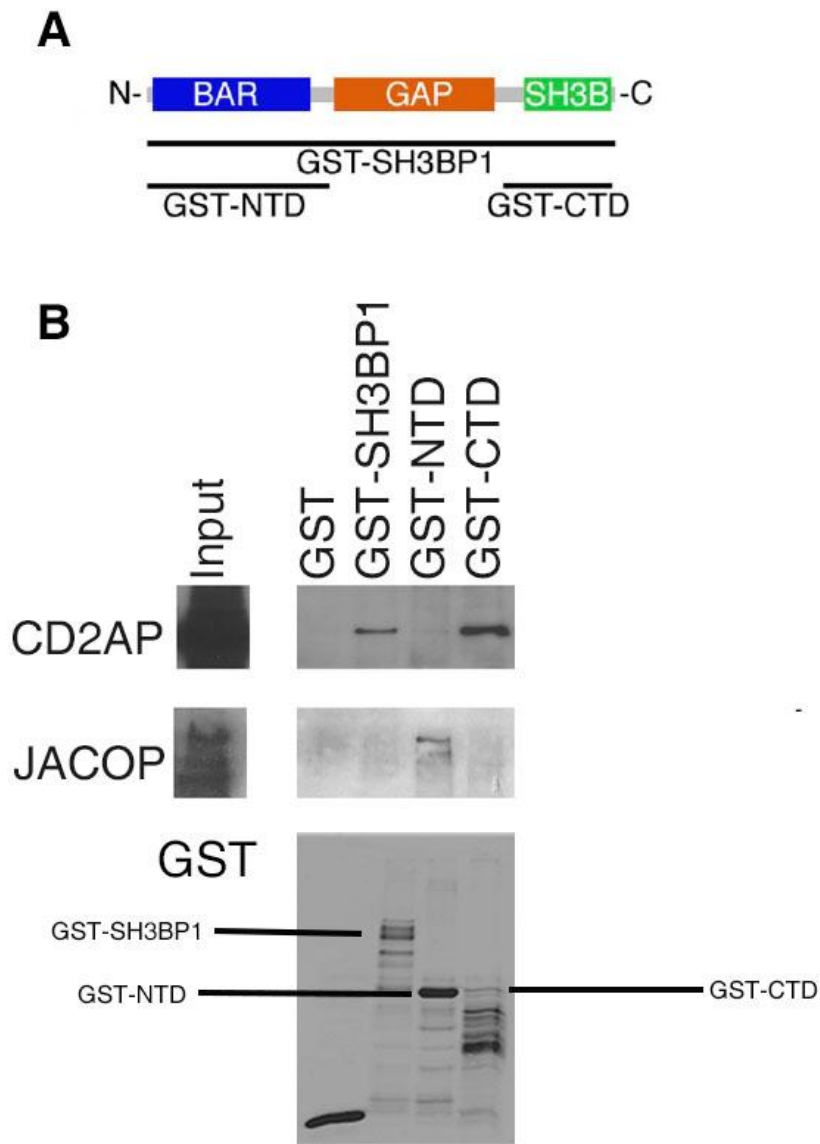 A
N- BAR GAP SH3B -C
GST-SH3BP1
GST-NTD GST-CTD
B
Input GST GST-SH3BP1 GST-NTD GST-CTD
CD2AP
JACOP
GST
GST-SH3BP1
GST-NTD GST-CTD